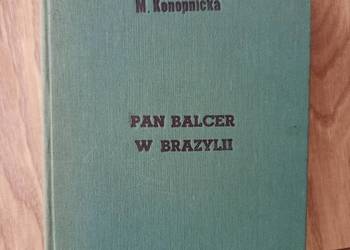 M. Konopnicka
PAN BALCER
W BRAZYLII